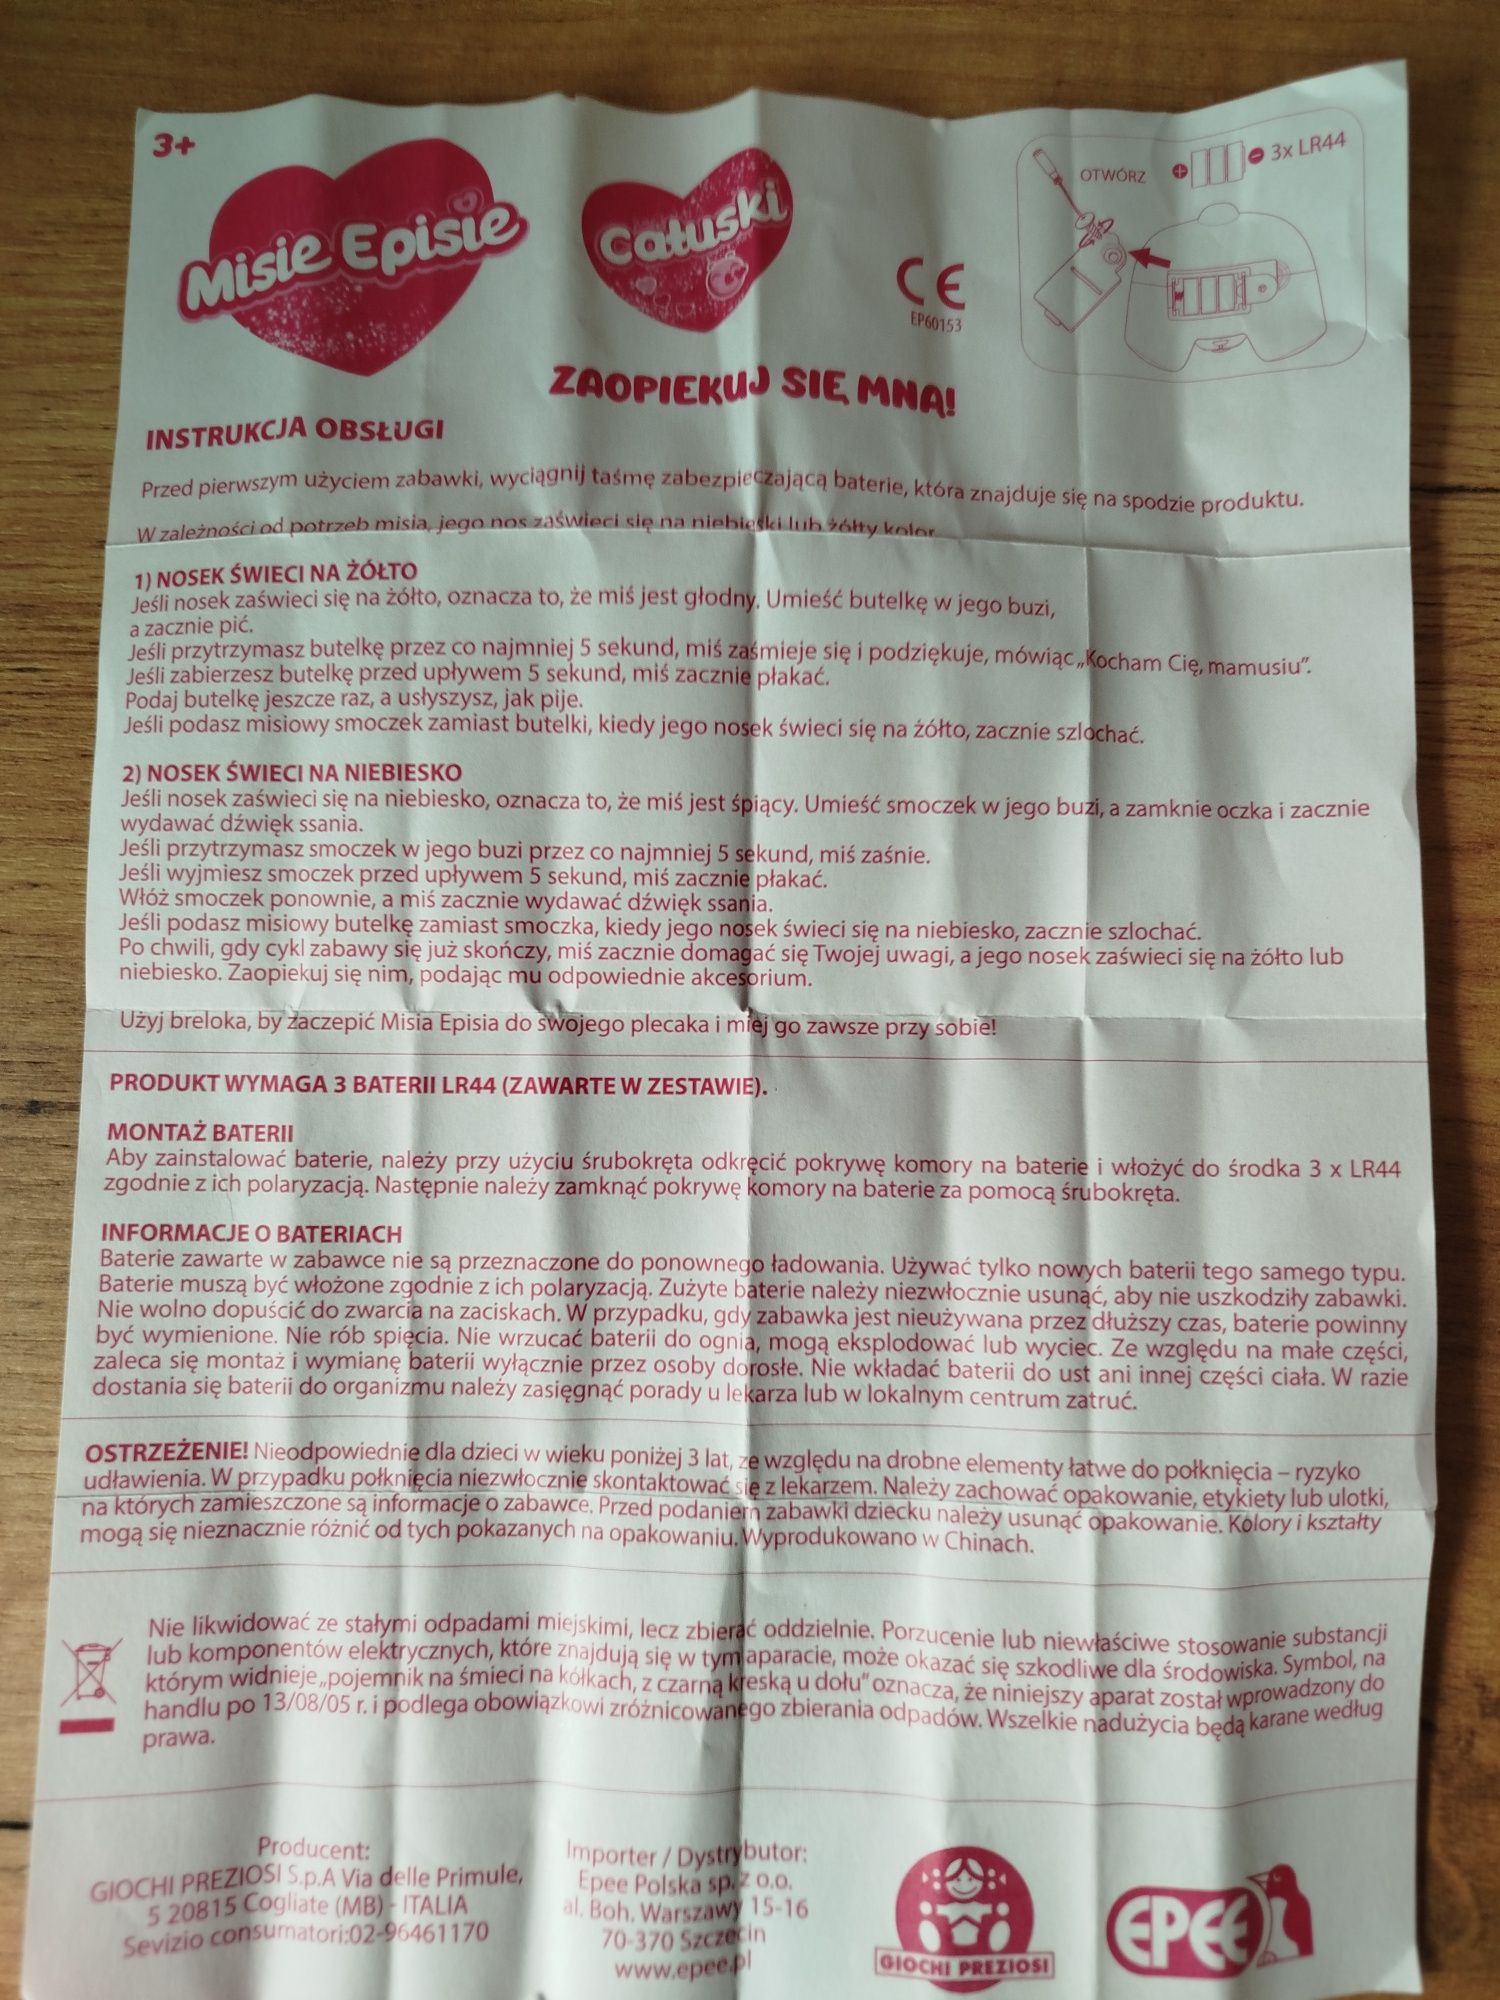 3+
Misie Episie
Całuski
CE
EP60153
OTWÓRZ
3x LR44
ZAOPIEKUJ SIĘ MNĄ!
INSTRUKCJA OBSŁUGI
Przed pierwszym użyciem zabawki, wyciągnij taśmę zabezpieczającą baterie, która znajduje się na spodzie produktu.
W zależności od potrzeb misia, jego nos zaświeci się na niebieski lub żółty kolor.
1) NOSEK ŚWIECI NA ŻÓŁTO
Jeśli nosek zaświeci się na żółto, oznacza to, że miś jest głodny. Umieść butelkę w jego buzi,
a zacznie pić.
Jeśli przytrzymasz butelkę przez co najmniej 5 sekund, miś zaśmieje się i podziękuje, mówiąc „Kocham Cię, mamusiu”.
Jeśli zabierzesz butelkę przed upływem 5 sekund, miś zacznie płakać.
Podaj butelkę jeszcze raz, a usłyszysz, jak pije.
Jeśli podasz misiowy smoczek zamiast butelki, kiedy jego nosek świeci się na żółto, zacznie szlochać.
2) NOSEK ŚWIECI NA NIEBIESKO
Jeśli nosek zaświeci się na niebiesko, oznacza to, że miś jest śpiący. Umieść smoczek w jego buzi, a zamknie oczka i zacznie
wydawać dźwięk ssania.
Jeśli przytrzymasz smoczek w jego buzi przez co najmniej 5 sekund, miś zaśnie.
Jeśli wyjmiesz smoczek przed upływem 5 sekund, miś zacznie płakać.
Włóż smoczek ponownie, a miś zacznie wydawać dźwięk ssania.
Jeśli podasz misiowy butelkę zamiast smoczka, kiedy jego nosek świeci się na niebiesko, zacznie szlochać.
Po chwili, gdy cykl zabawy się już skończy, miś zacznie domagać się Twojej uwagi, a jego nosek zaświeci się na żółto lub
niebiesko. Zaopiekuj się nim, podając mu odpowiednie akcesorium.
Użyj breloka, by zaczepić Misia Episia do swojego plecaka i miej go zawsze przy sobie!
PRODUKT WYMAGA 3 BATERII LR44 (ZAWARTE W ZESTAWIE).
MONTAŻ BATERII
Aby zainstalować baterie, należy przy użyciu śrubokręta odkręcić pokrywę komory na baterie i włożyć do środka 3 x LR44
zgodnie z ich polaryzacją. Następnie należy zamknąć pokrywę komory na baterie za pomocą śrubokręta.
INFORMACJE O BATERIACH
Baterie zawarte w zabawce nie są przeznaczone do ponownego ładowania. Używać tylko nowych baterii tego samego typu.
Baterie muszą być włożone zgodnie z ich polaryzacją. Zużyte baterie należy niezwłocznie usunąć, aby nie uszkodziły zabawki.
Nie wolno dopuścić do zwarcia na zaciskach. W przypadku, gdy zabawka jest nieużywana przez dłuższy czas, baterie powinny
być wymienione. Nie rób spięcia. Nie wrzucać baterii do ognia, mogą eksplodować lub wyciec. Ze względu na małe części,
zaleca się montaż i wymianę baterii wyłącznie przez osoby dorosłe. Nie wkładać baterii do ust ani innej części ciała. W razie
dostania się baterii do organizmu należy zasięgnąć porady u lekarza lub w lokalnym centrum zatruć.
OSTRZEŻENIE! Nieodpowiednie dla dzieci w wieku poniżej 3 lat, ze względu na drobne elementy łatwe do połknięcia – ryzyko
udławienia. W przypadku połknięcia niezwłocznie skontaktować się z lekarzem. Należy zachować opakowanie, etykiety lub ulotki,
na których zamieszczone są informacje o zabawce. Przed podaniem zabawki dziecku należy usunąć opakowanie. Kolory i kształty
mogą się nieznacznie różnić od tych pokazanych na opakowaniu. Wyprodukowano w Chinach.
Nie likwidować ze stałymi odpadami miejskimi, lecz zbierać oddzielnie. Porzucenie lub niewłaściwe stosowanie substancji
lub komponentów elektrycznych, które znajdują się w tym aparacie, może okazać się szkodliwe dla środowiska. Symbol, na
którym widnieje „pojemnik na śmieci na kółkach, z czarną kreską u dołu” oznacza, że niniejszy aparat został wprowadzony do
handlu po 13/08/05 r. i podlega obowiązkowi zróżnicowanego zbierania odpadów. Wszelkie nadużycia będą karane według
prawa.
Producent:
GIOCHI PREZIOSI S.p.A Via delle Primule,
5 20815 Cogliate (MB) - ITALIA
Sevizio consumatori:02-96461170
Importer / Dystrybutor:
Epee Polska sp. z o.o.
al. Boh. Warszawy 15-16
70-370 Szczecin
www.epee.pl
GIOCHI PREZIOSI
EPEE